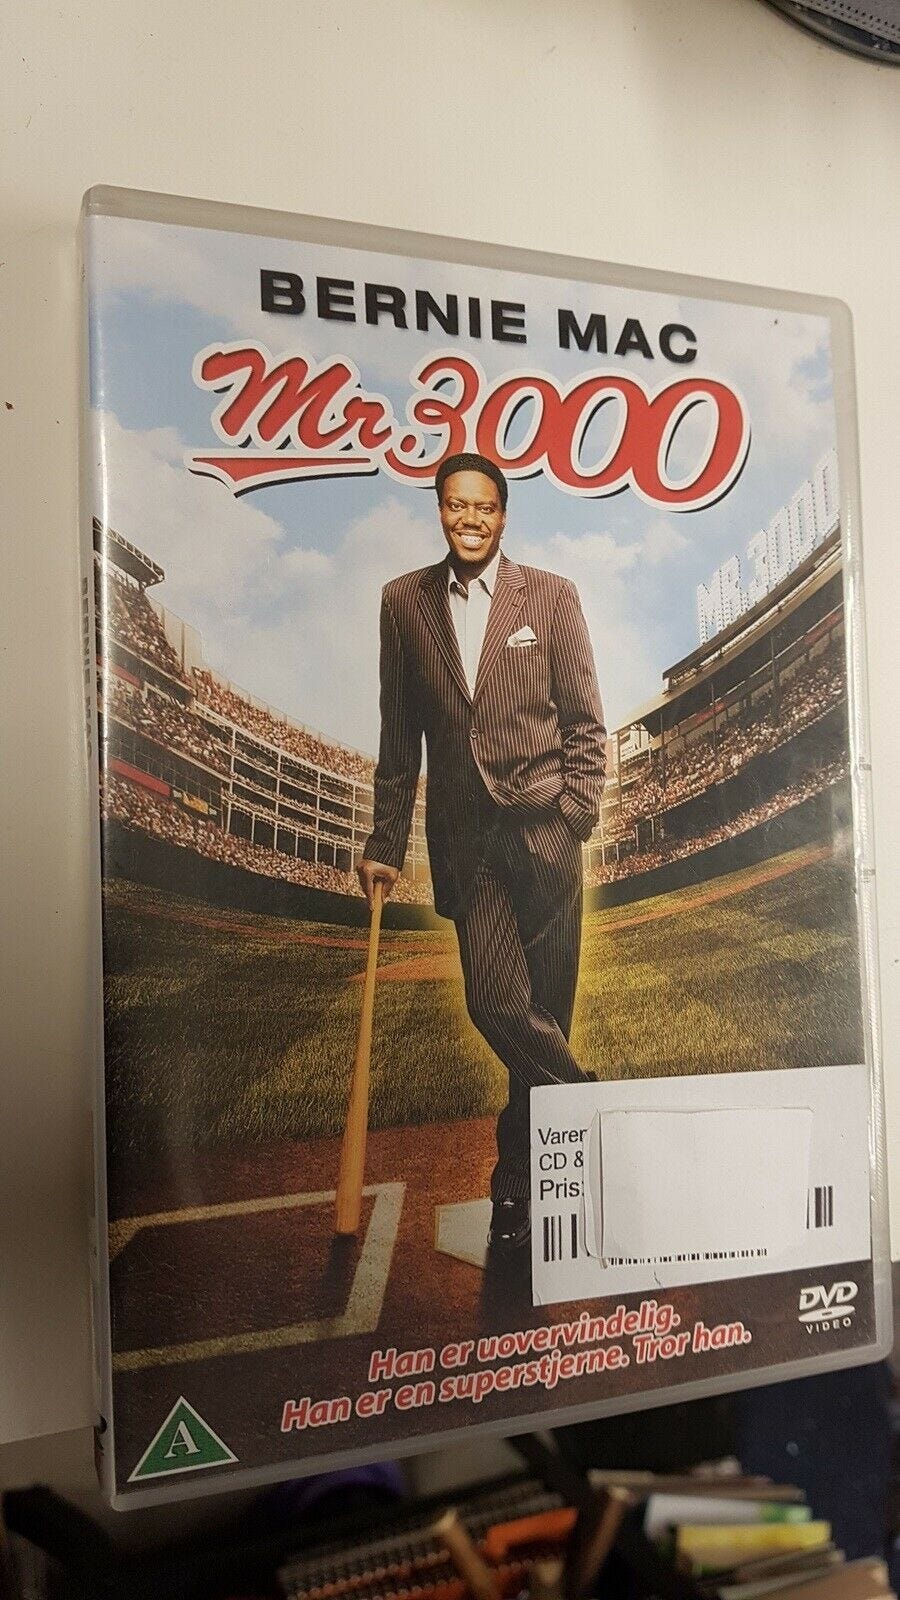 BERNIE MAC
Mr. 3000
MR. 3000
BERNIE MAC
CD &
Pris:
DVD
VIDEO
Han er uovervindelig.
Han er en superstjerne. Tror han.
A